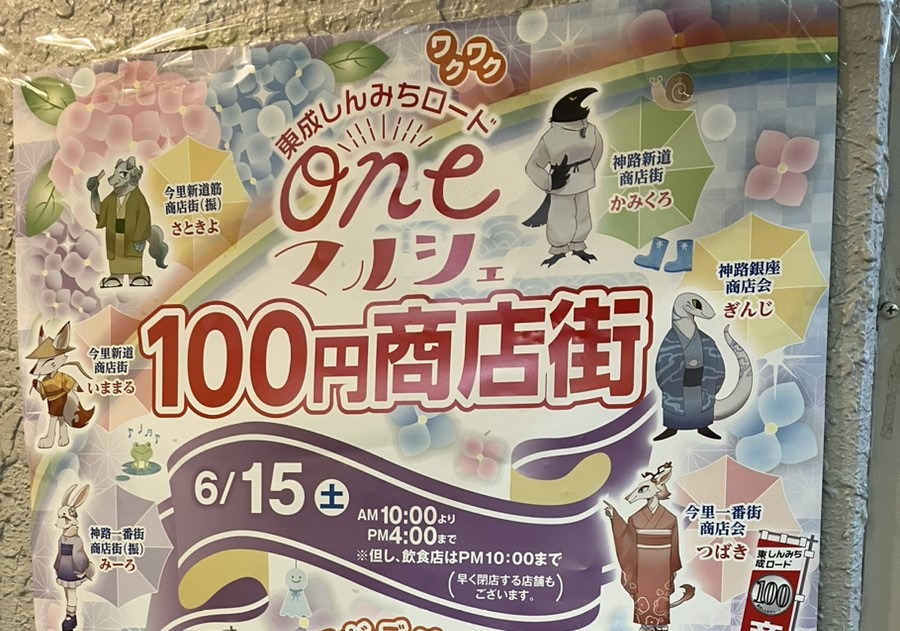 ワクワク
東成しんみちロード
one
マルシェ
100円商店街
今里新道筋
商店街(振)
さときよ
神路新道
商店街
かみくろ
神路銀座
商店会
ぎんじ
今里新道
商店街
いままる
神路一番街
商店街(振)
みーろ
今里一番街
商店会
つばき
6/15土
AM10:00より
PM4:00まで
※但し、飲食店はPM10:00まで
(早く閉店する店舗も
ございます。)
東しんみち
成ロード
100